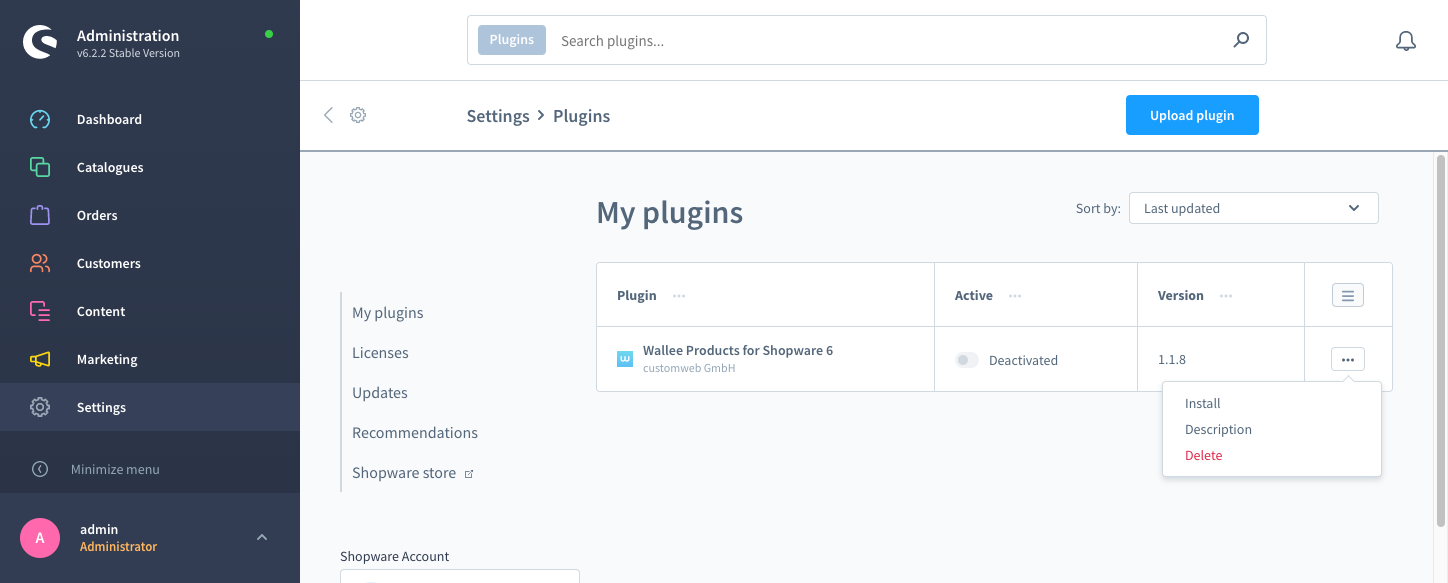 Administration
v6.2.2 Stable Version
Dashboard
Catalogues
Orders
Customers
Content
Marketing
Settings
Minimize menu
A
admin
Administrator
Plugins
Search plugins...
Settings > Plugins
Upload plugin
My plugins
Licenses
Updates
Recommendations
Shopware store
Shopware Account
My plugins
Sort by:
Last updated
Plugin ... Active ... Version ...
w
Wallee Products for Shopware 6
customweb GmbH
Deactivated
1.1.8
...
Install
Description
Delete